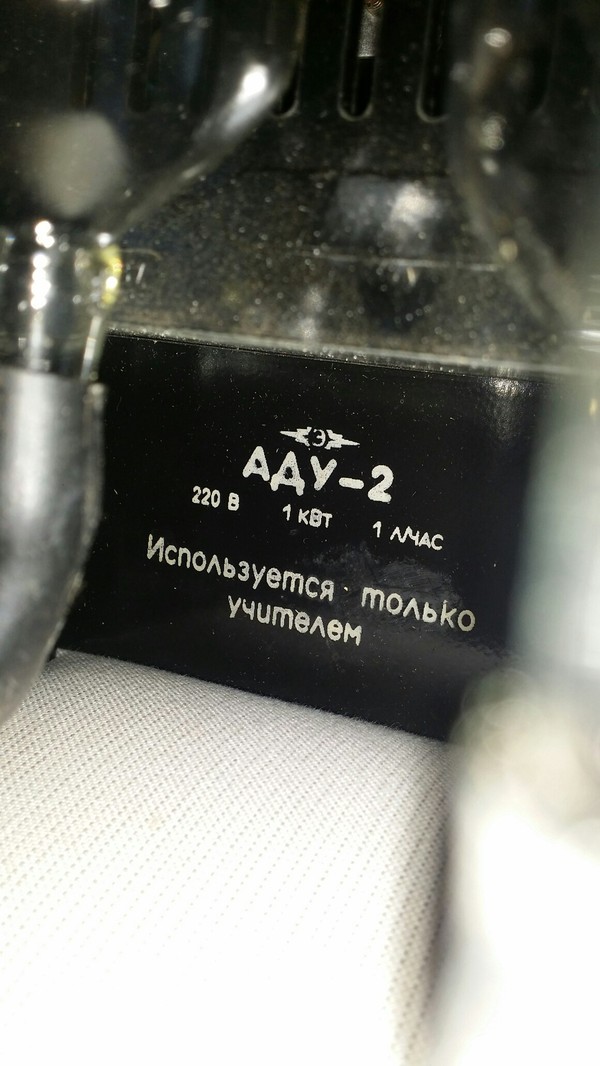 Э
АДУ-2
220 В 1 кВт 1 л/час
Используется только
учителем